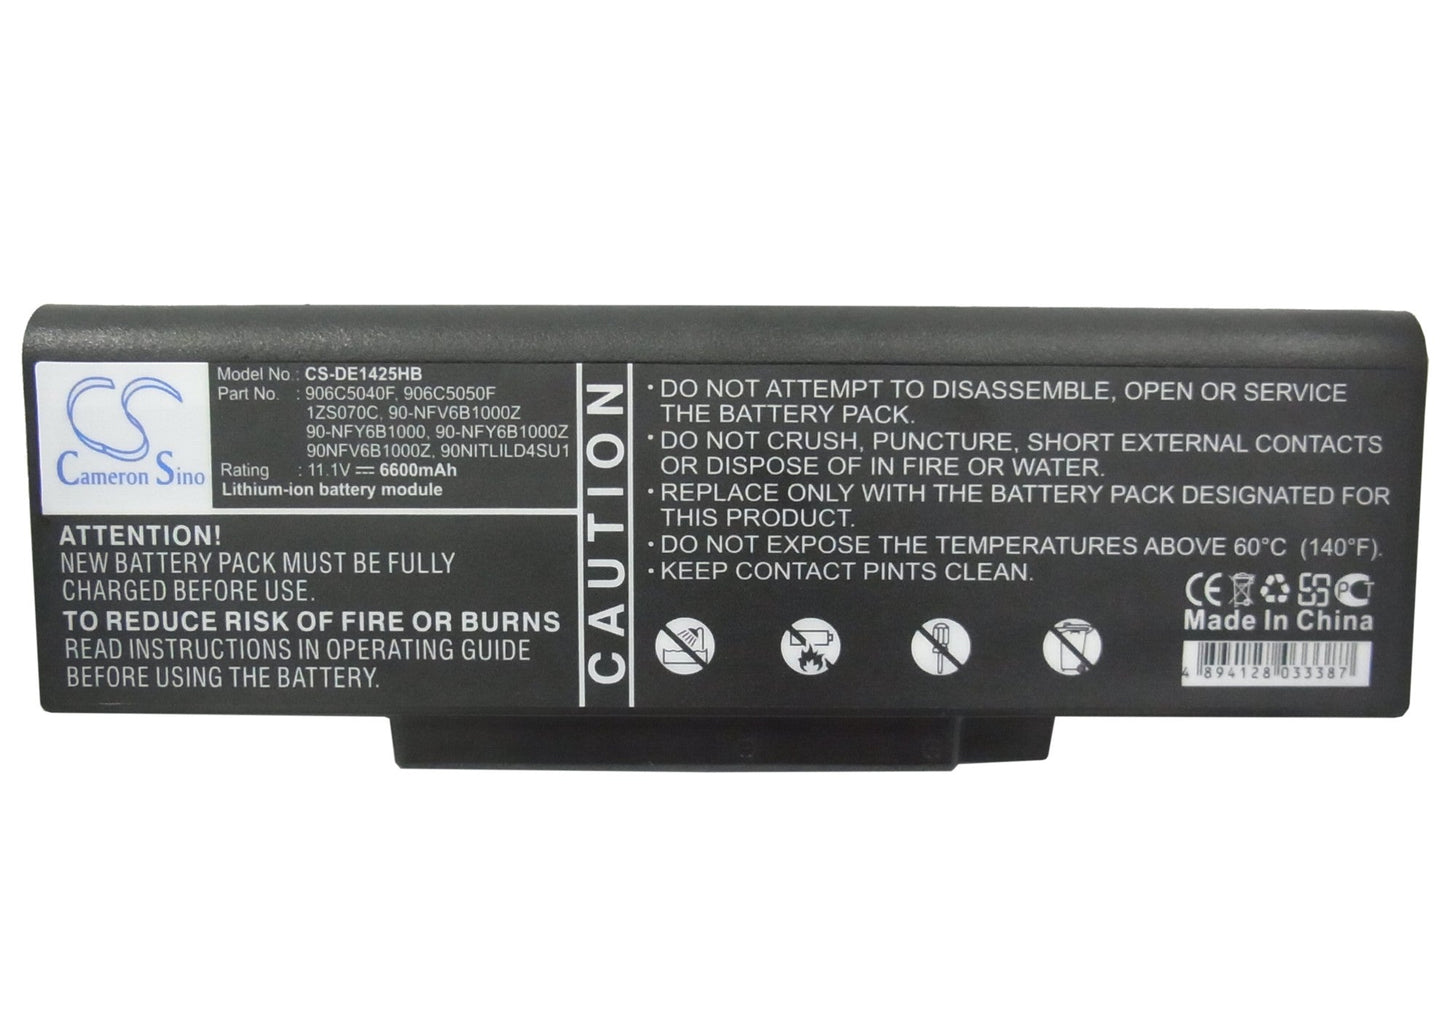 CS
Cameron Sino
Model No.: CS-DE1425HB
Part No. : 906C5040F, 906C5050F
1ZS070C, 90-NFV6B1000Z
90-NFY6B1000, 90-NFY6B1000Z
90NFV6B1000Z, 90NITLILD4SU1
Rating : 11.1V⎓ 6600mAh
Lithium-ion battery module
ATTENTION!
NEW BATTERY PACK MUST BE FULLY
CHARGED BEFORE USE.
TO REDUCE RISK OF FIRE OR BURNS
READ INSTRUCTIONS IN OPERATING GUIDE
BEFORE USING THE BATTERY.
CAUTION
• DO NOT ATTEMPT TO DISASSEMBLE, OPEN OR SERVICE
THE BATTERY PACK.
• DO NOT CRUSH, PUNCTURE, SHORT EXTERNAL CONTACTS
OR DISPOSE OF IN FIRE OR WATER.
• REPLACE ONLY WITH THE BATTERY PACK DESIGNATED FOR
THIS PRODUCT.
• DO NOT EXPOSE THE TEMPERATURES ABOVE 60°C (140°F).
• KEEP CONTACT PINTS CLEAN.
CE PCT
Made In China
4 894128 033387